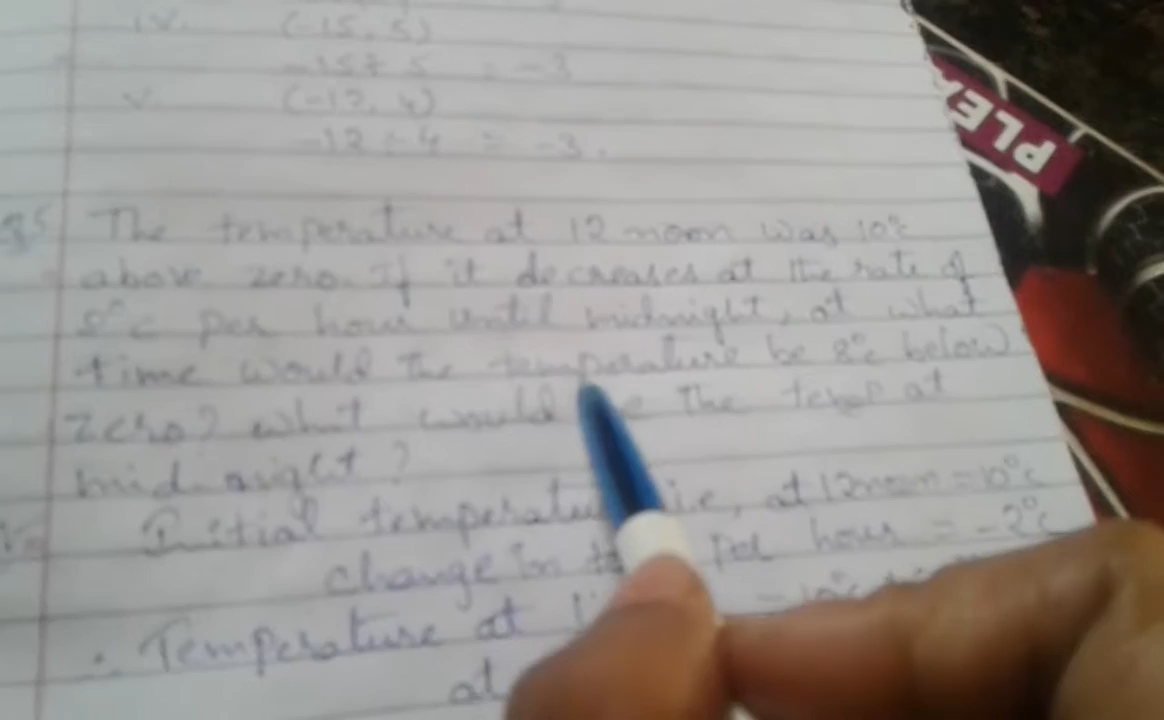 iv. (-15, 5)
-15÷5 = -3
v. (-12, 4)
-12÷4 = -3.
The temperature at 12 noon was 10°c
above zero. If it decreases at the rate of
2°c per hour until midnight, at what
time would the temperature be 8°c below
zero? what would the temp at
mid-night?
Initial temperature i.e, at 12 noon = 10°c
change in per hour = -2°c
∴ Temperature at
at
PLEA